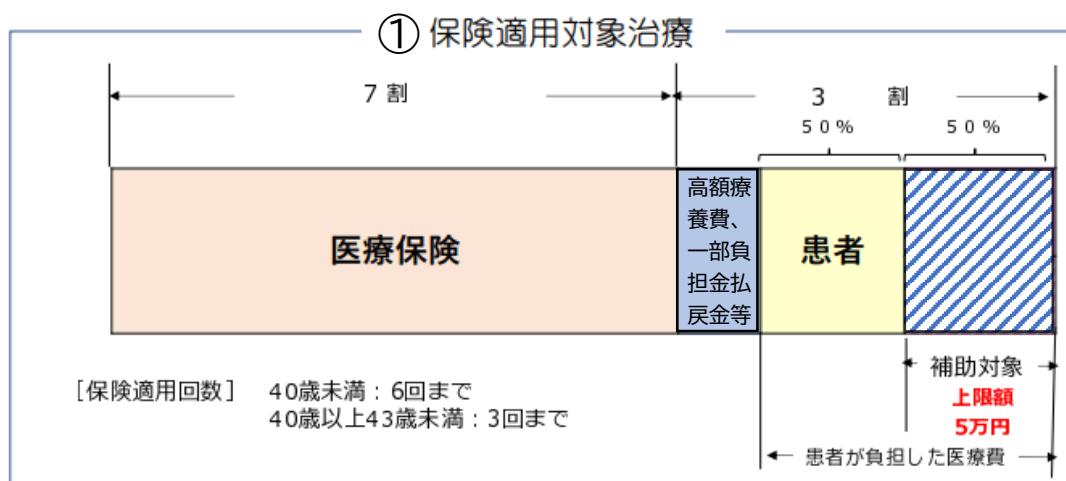 ① 保険適用対象治療
7 割
3 割
50%
50%
医療保険
高額療
養費、
一部負
担金払
戻金等
患者
[保険適用回数] 40歳未満：6回まで
40歳以上43歳未満：3回まで
補助対象
上限額
5万円
患者が負担した医療費